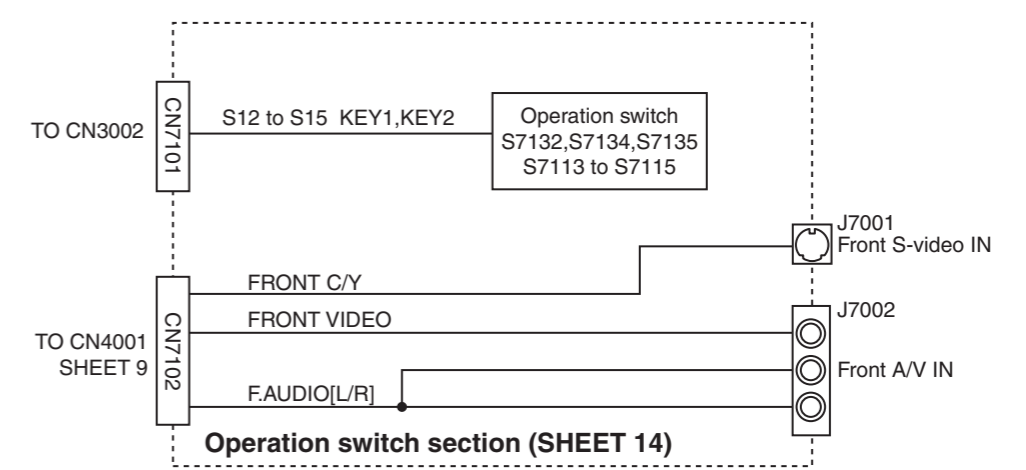 TO CN3002
CN7101
S12 to S15 KEY1,KEY2
Operation switch
S7132,S7134,S7135
S7113 to S7115
J7001
Front S-video IN
FRONT C/Y
FRONT VIDEO
TO CN4001
SHEET 9
CN7102
F.AUDIO[L/R]
J7002
Front A/V IN
Operation switch section (SHEET 14)